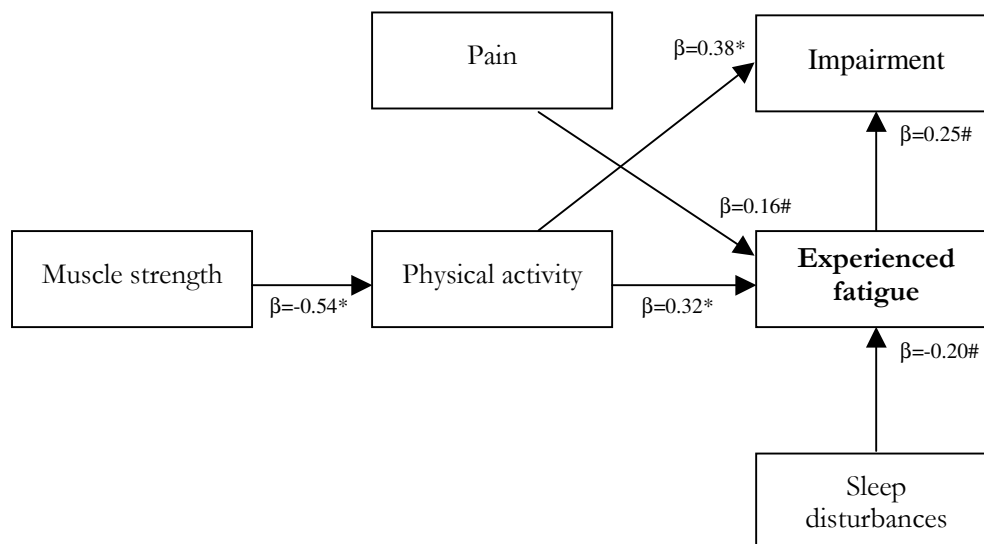 Pain
β=0.38*
Impairment
β=0.25#
β=0.16#
Muscle strength
β=-0.54*
Physical activity
β=0.32*
Experienced
fatigue
β=-0.20#
Sleep
disturbances